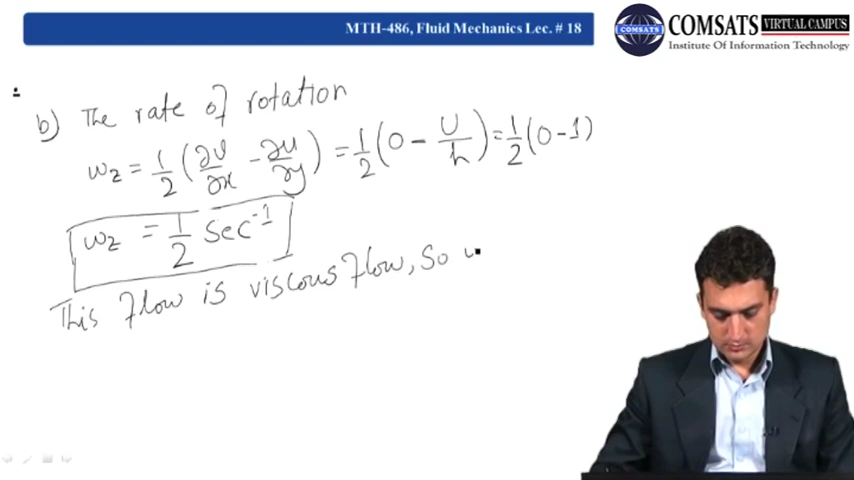 MTH-486, Fluid Mechanics Lec. # 18
COMSATS
COMSATS VIRTUAL CAMPUS
Institute Of Information Technology
b) The rate of rotation
ωz = 1/2 (∂v/∂x - ∂u/∂y) = 1/2 (0 - U/h) = 1/2 (0-1)
ωz = 1/2 sec⁻¹
This flow is viscous flow, so